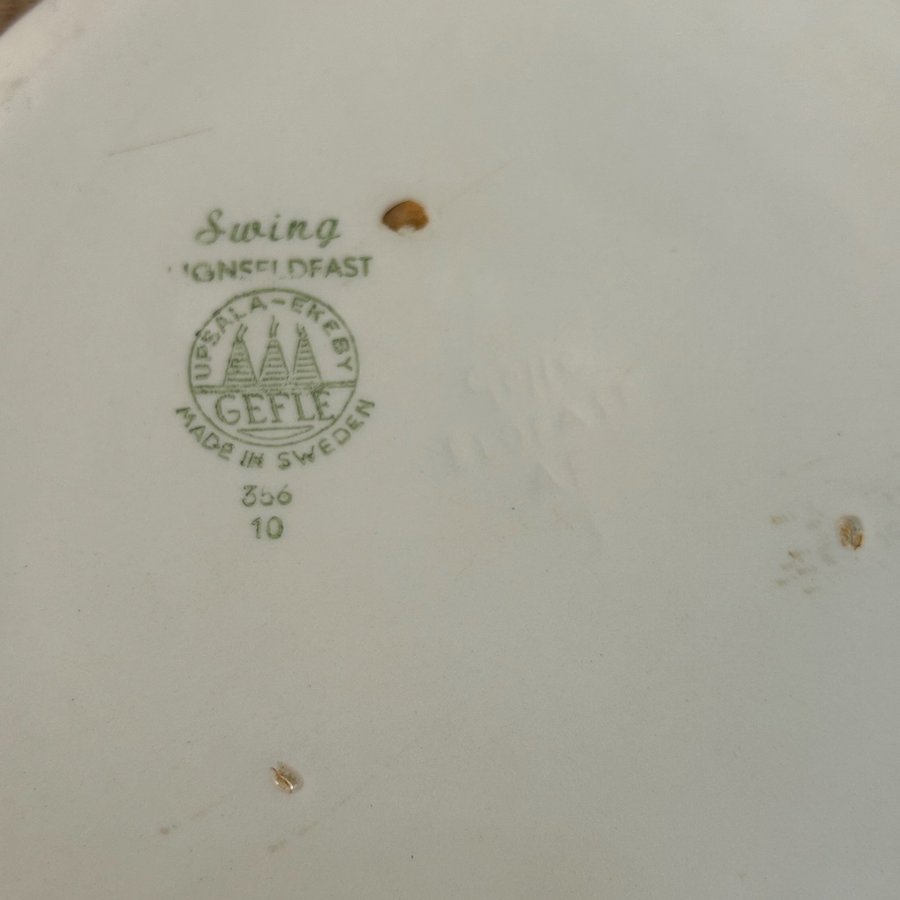 Swing
UGNSELDFAST
UPSALA-EKEBY
GEFLE
MADE IN SWEDEN
356
10